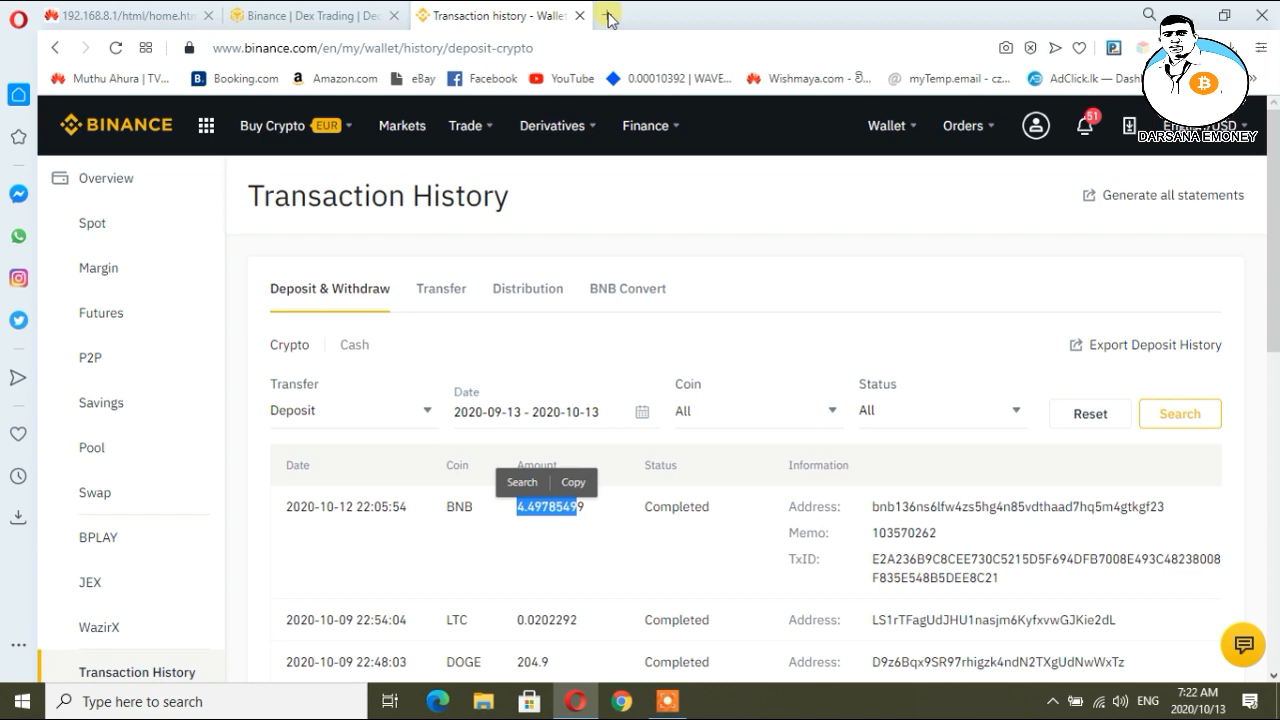 192.168.8.1/html/home.htm
Binance | Dex Trading | Dec
Transaction history - Wallet
www.binance.com/en/my/wallet/history/deposit-crypto
Muthu Ahura | TV...
Booking.com
Amazon.com
eBay
Facebook
YouTube
0.00010392 | WAVE...
Wishmaya.com - 8...
myTemp.email - cz...
AdClick.lk – Dash
DARSANA EMONEY
BINANCE
Buy Crypto EUR
Markets
Trade
Derivatives
Finance
Wallet
Orders
51
Overview
Spot
Margin
Futures
P2P
Savings
Pool
Swap
BPLAY
JEX
WazirX
Transaction History
Transaction History
Generate all statements
Deposit & Withdraw
Transfer
Distribution
BNB Convert
Crypto
Cash
Export Deposit History
Transfer
Deposit
Date
2020-09-13 - 2020-10-13
Coin
All
Status
All
Reset
Search
Date Coin Amount Status Information
Search Copy
2020-10-12 22:05:54 BNB 4.49785499 Completed Address: bnb136ns6lfw4zs5hg4n85vdthaad7hq5m4gtkgf23
Memo: 103570262
TxID: E2A236B9C8CEE730C5215D5F694DFB7008E493C48238008
F835E548B5DEE8C21
2020-10-09 22:54:04 LTC 0.0202292 Completed Address: LS1rTFagUdJHU1nasjm6KyfxvwGJKie2dL
2020-10-09 22:48:03 DOGE 204.9 Completed Address: D9z6Bqx9SR97rhigzk4ndN2TXgUdNwWxTz
Type here to search
ENG
7:22 AM
2020/10/13